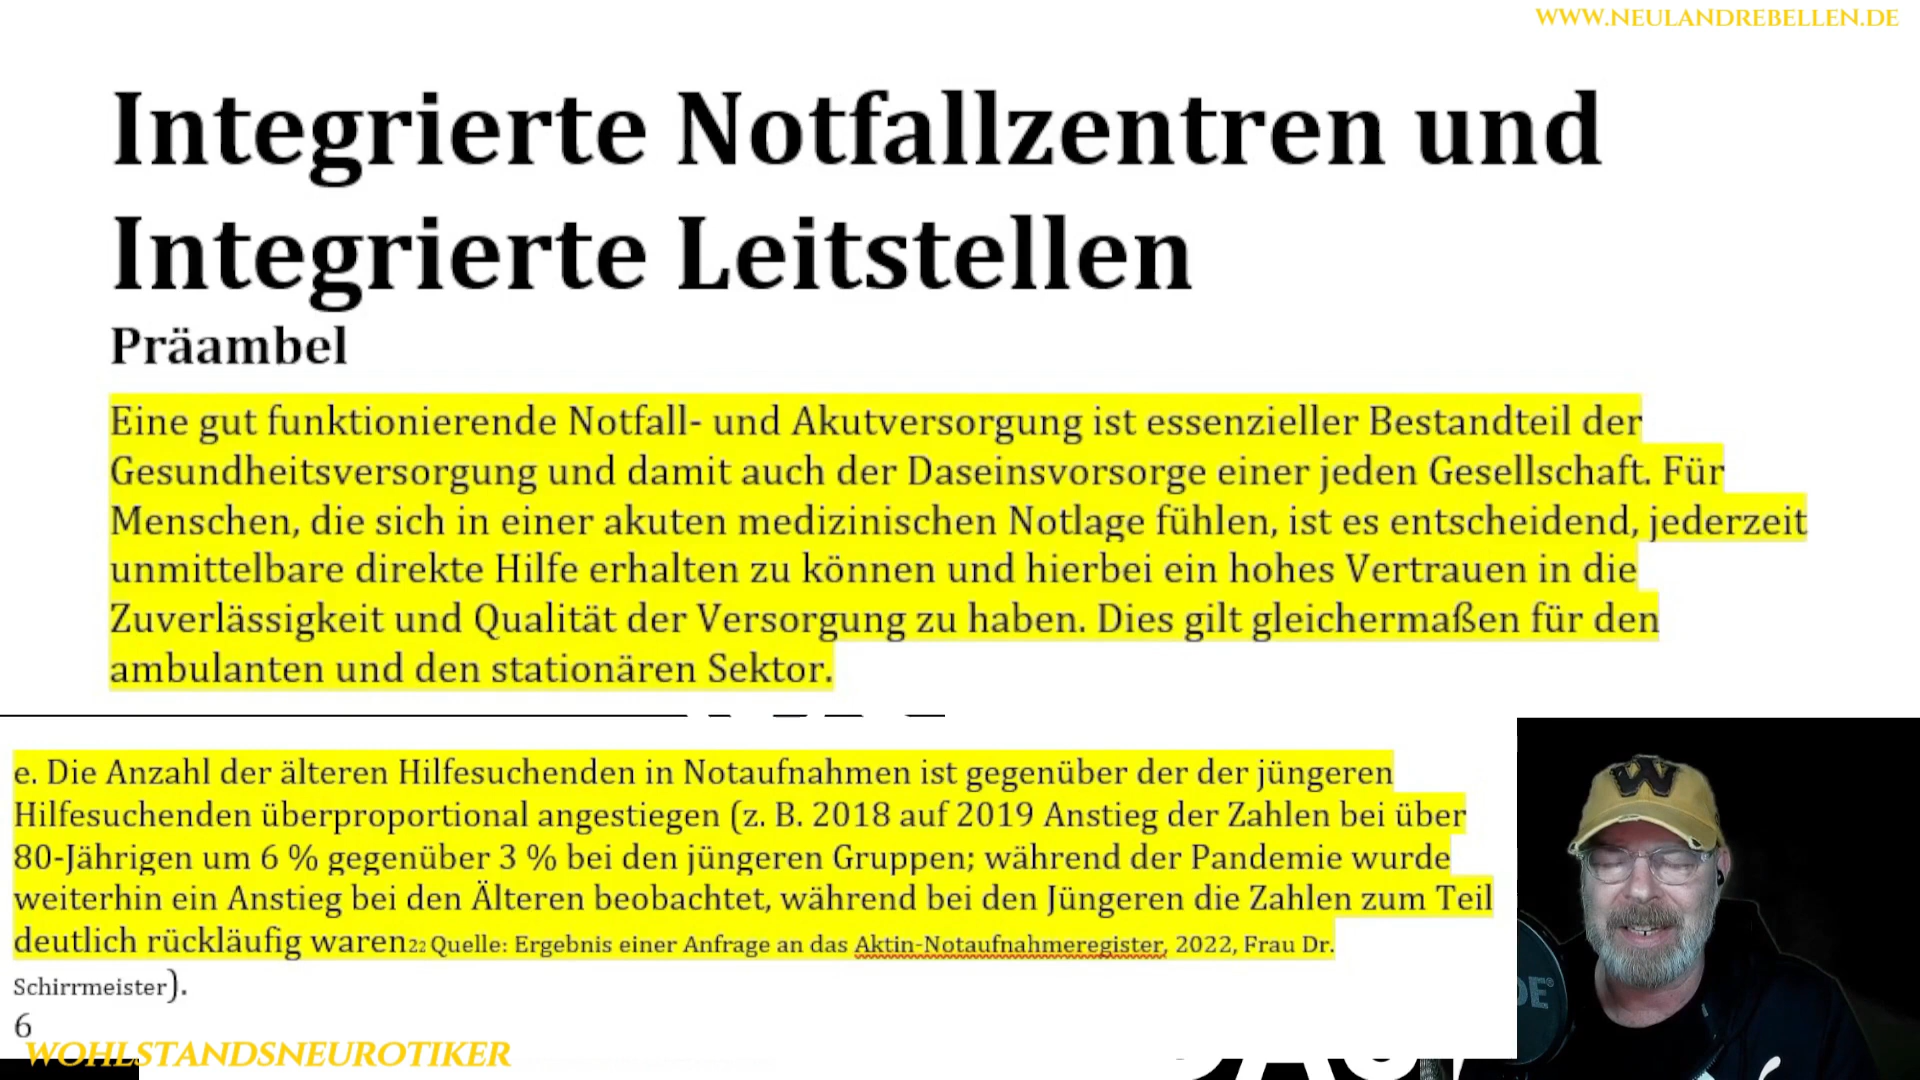 WWW.NEULANDREBELLEN.DE
Integrierte Notfallzentren und
Integrierte Leitstellen
Präambel
Eine gut funktionierende Notfall- und Akutversorgung ist essenzieller Bestandteil der
Gesundheitsversorgung und damit auch der Daseinsvorsorge einer jeden Gesellschaft. Für
Menschen, die sich in einer akuten medizinischen Notlage fühlen, ist es entscheidend, jederzeit
unmittelbare direkte Hilfe erhalten zu können und hierbei ein hohes Vertrauen in die
Zuverlässigkeit und Qualität der Versorgung zu haben. Dies gilt gleichermaßen für den
ambulanten und den stationären Sektor.
e. Die Anzahl der älteren Hilfesuchenden in Notaufnahmen ist gegenüber der der jüngeren
Hilfesuchenden überproportional angestiegen (z. B. 2018 auf 2019 Anstieg der Zahlen bei über
80-Jährigen um 6 % gegenüber 3 % bei den jüngeren Gruppen; während der Pandemie wurde
weiterhin ein Anstieg bei den Älteren beobachtet, während bei den Jüngeren die Zahlen zum Teil
deutlich rückläufig waren22 Quelle: Ergebnis einer Anfrage an das Aktin-Notaufnahmeregister, 2022, Frau Dr.
Schirrmeister).
6
W
DE®
WOHLSTANDSNEUROTIKER